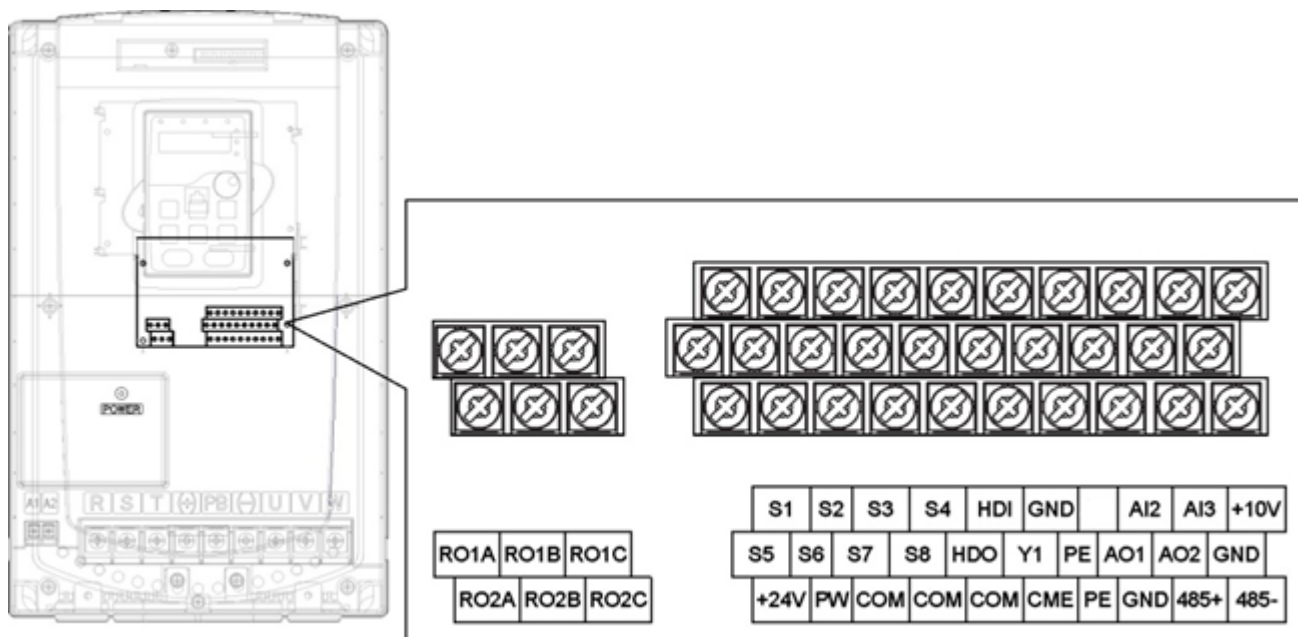 POWER
A1 A2
R S T (+) PB (-) U V W
S1 S2 S3 S4 HDI GND AI2 AI3 +10V
RO1A RO1B RO1C
S5 S6 S7 S8 HDO Y1 PE AO1 AO2 GND
RO2A RO2B RO2C
+24V PW COM COM COM CME PE GND 485+ 485-